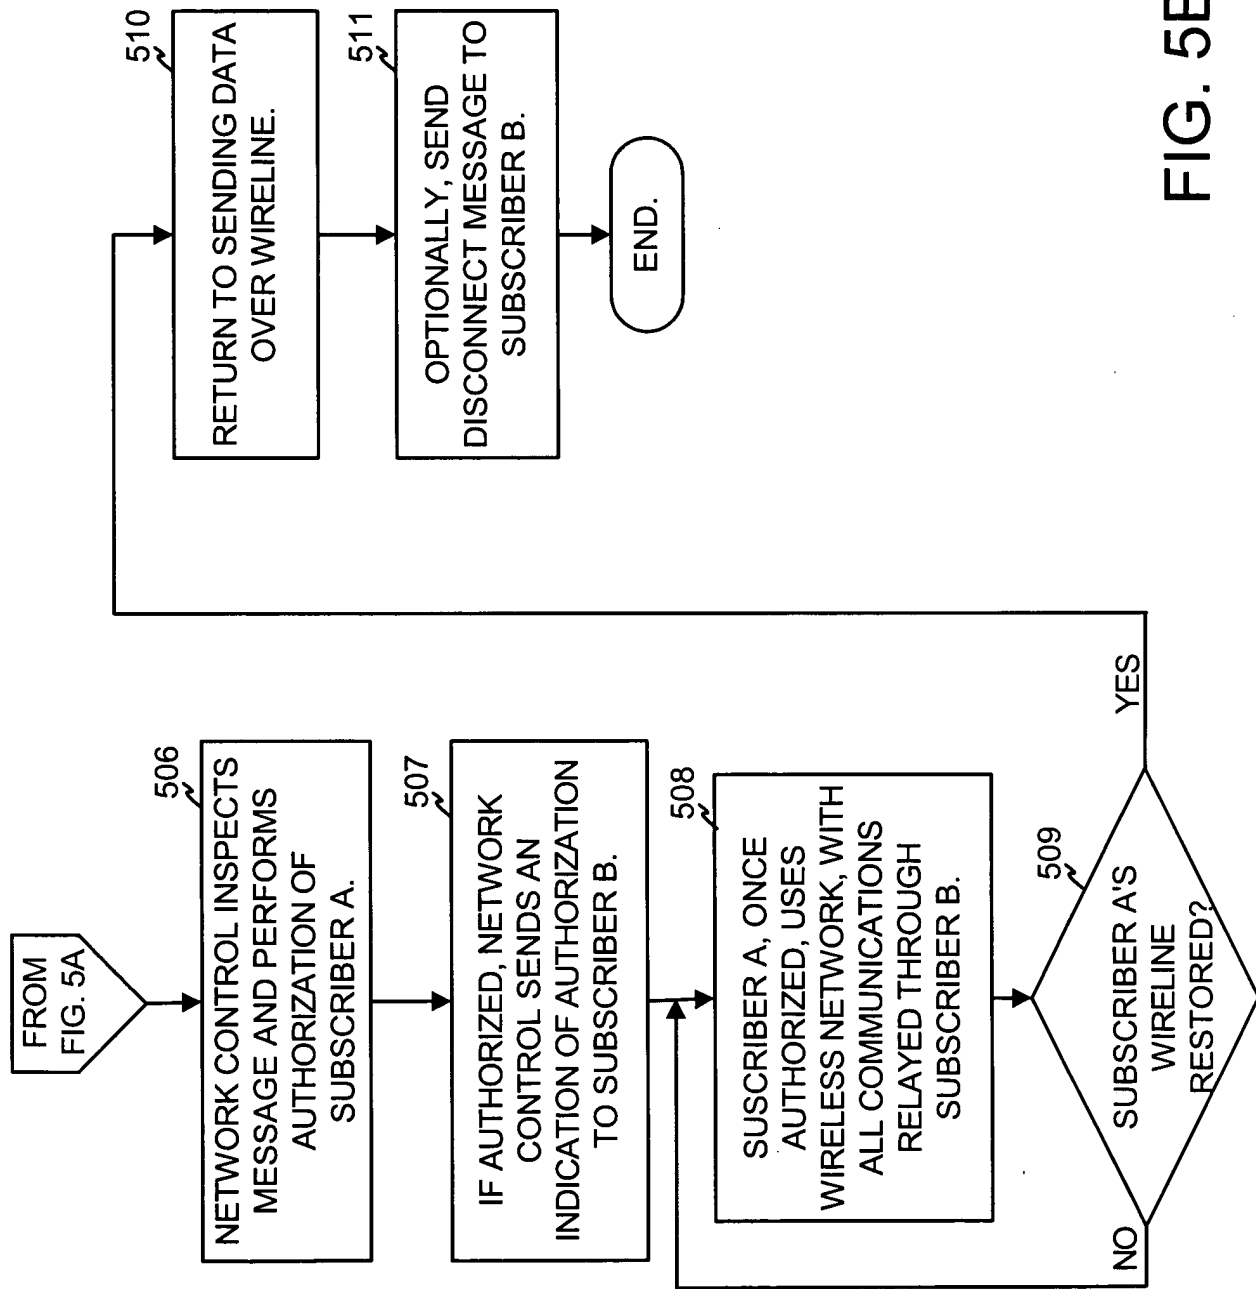 FROM
FIG. 5A
506
NETWORK CONTROL INSPECTS
MESSAGE AND PERFORMS
AUTHORIZATION OF
SUBSCRIBER A.
507
IF AUTHORIZED, NETWORK
CONTROL SENDS AN
INDICATION OF AUTHORIZATION
TO SUBSCRIBER B.
508
SUSCRIBER A, ONCE
AUTHORIZED, USES
WIRELESS NETWORK, WITH
ALL COMMUNICATIONS
RELAYED THROUGH
SUBSCRIBER B.
509
SUBSCRIBER A'S
WIRELINE
RESTORED?
NO
YES
510
RETURN TO SENDING DATA
OVER WIRELINE.
511
OPTIONALLY, SEND
DISCONNECT MESSAGE TO
SUBSCRIBER B.
END.
FIG. 5B